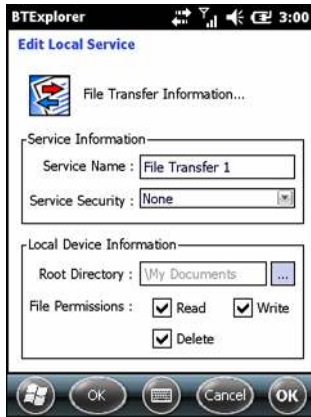 BTExplorer 3:00
Edit Local Service
File Transfer Information...
Service Information
Service Name : File Transfer 1
Service Security : None
Local Device Information
Root Directory : \My Documents ...
File Permissions : Read Write
Delete
OK Cancel OK